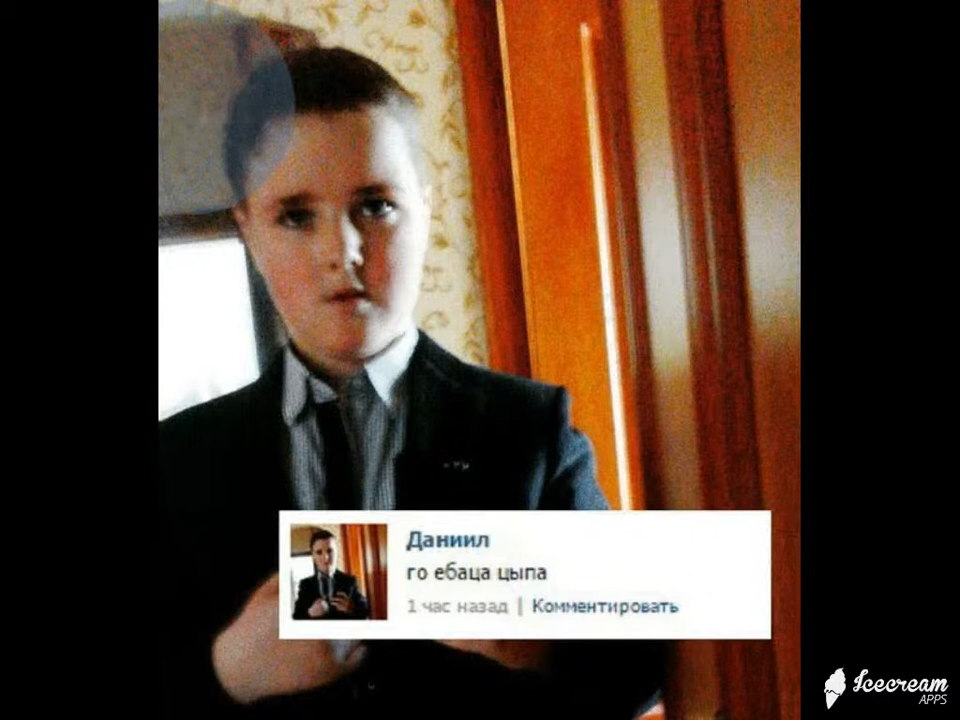 Даниил
го ебаца цыпа
1 час назад | Комментировать
Icecream
APPS